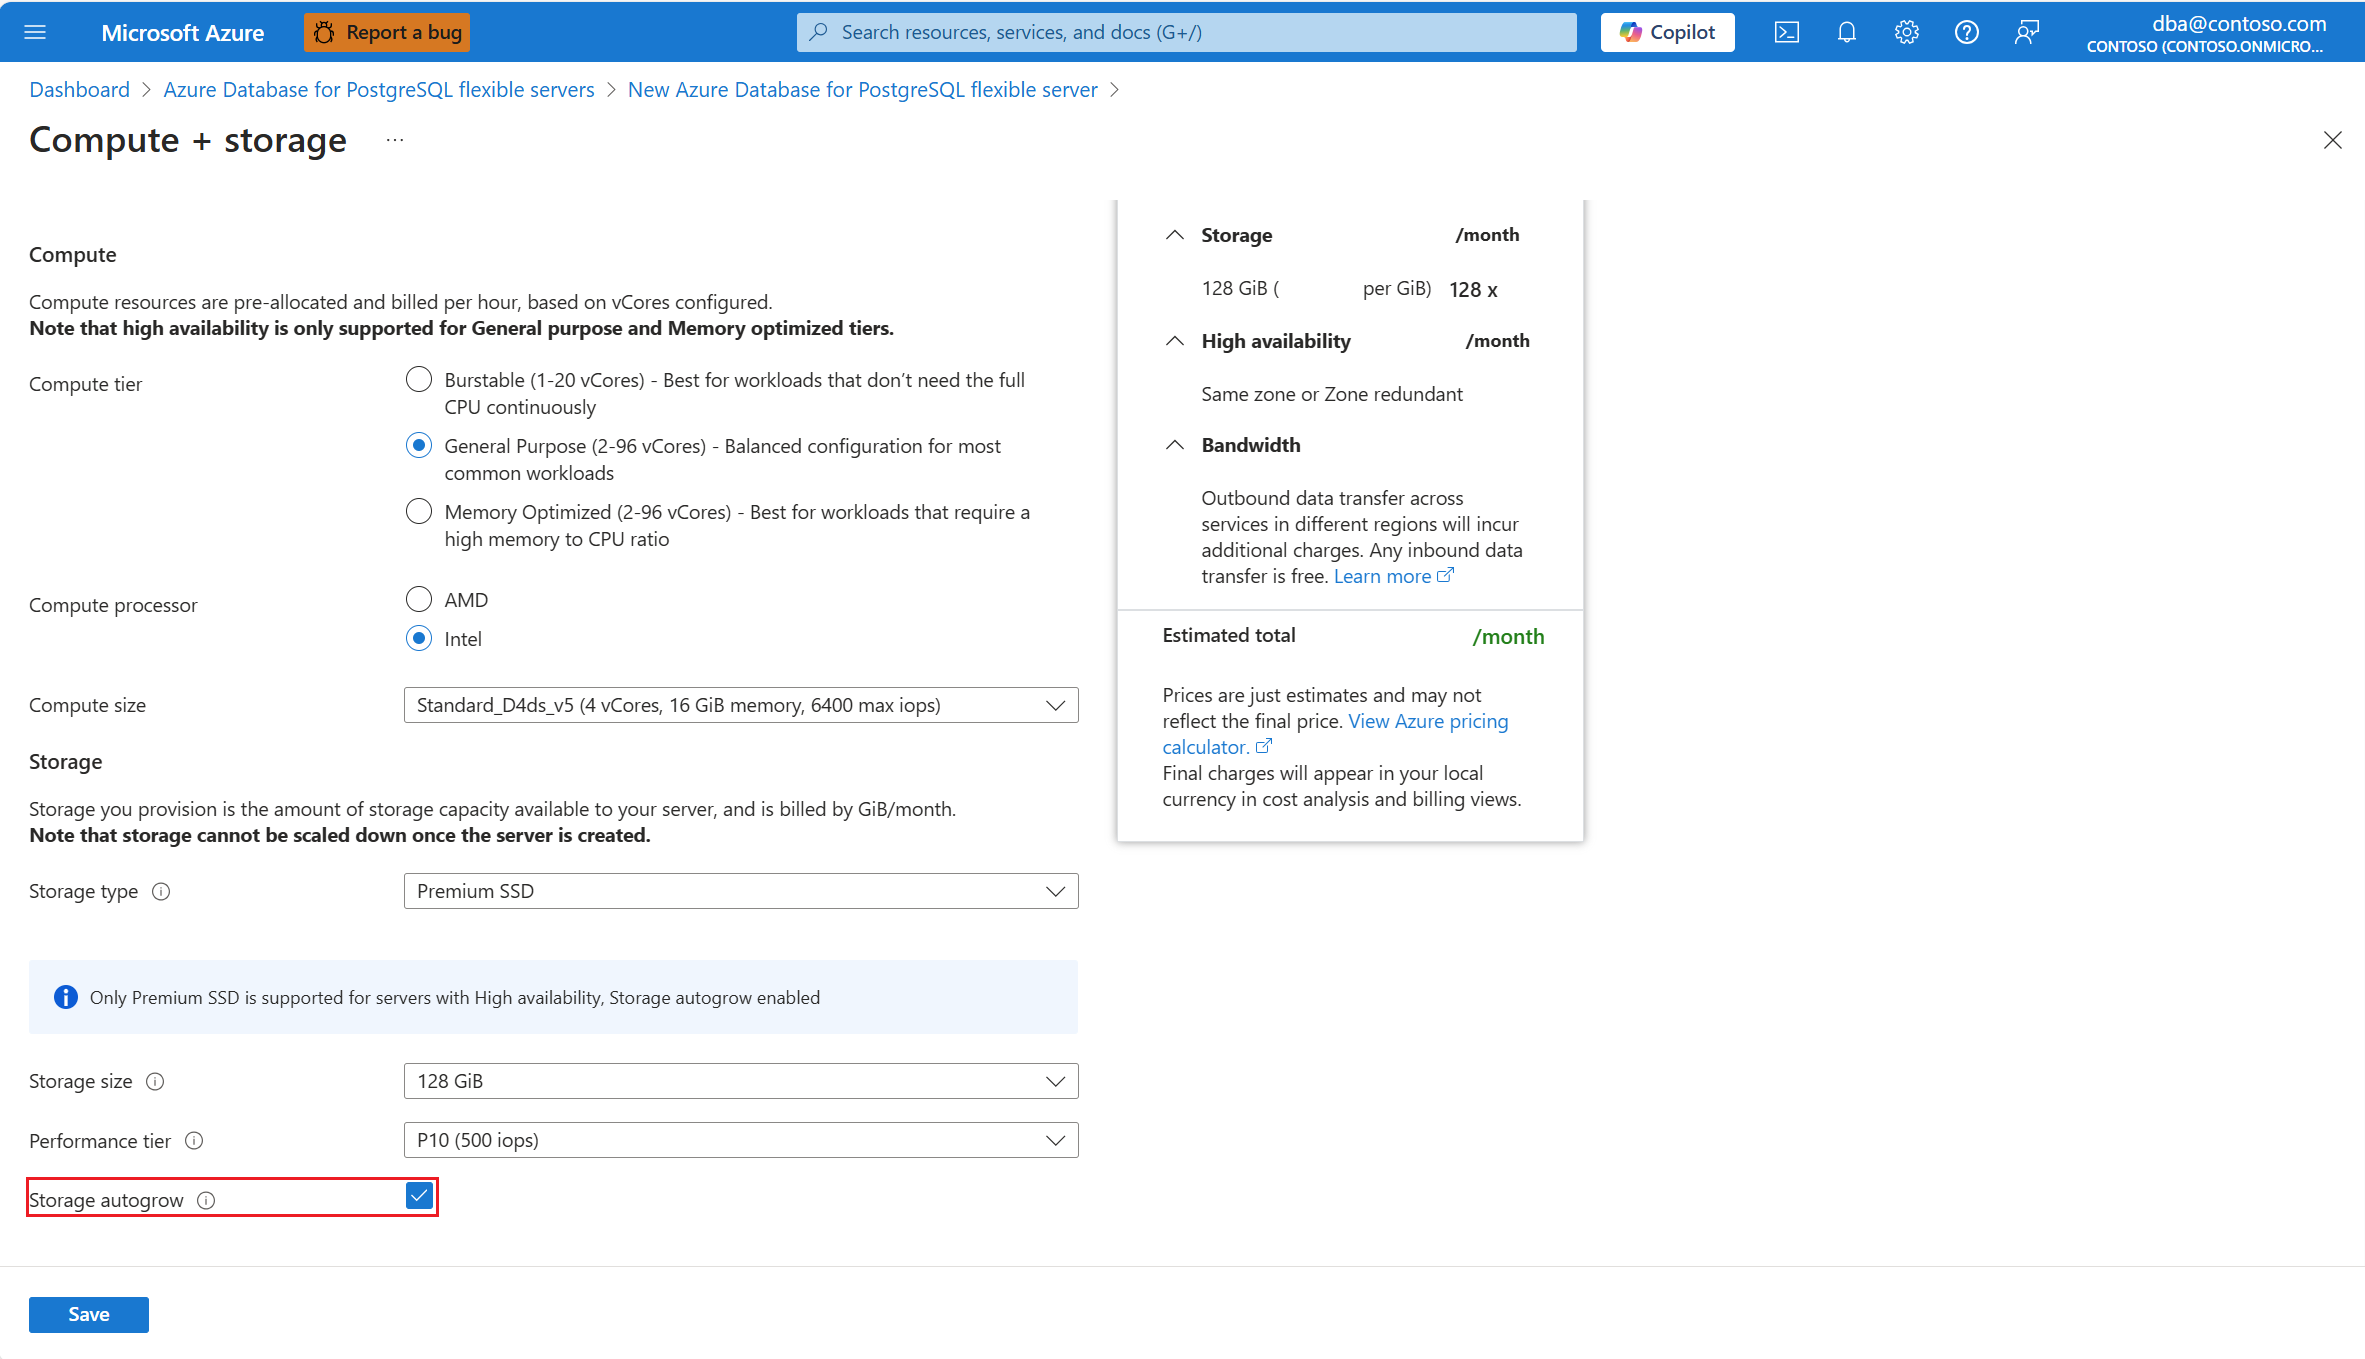 Microsoft Azure
Report a bug
Search resources, services, and docs (G+/)
Copilot
dba@contoso.com
CONTOSO (CONTOSO.ONMICRO...
Dashboard > Azure Database for PostgreSQL flexible servers > New Azure Database for PostgreSQL flexible server >
Compute + storage ...
Compute
Compute resources are pre-allocated and billed per hour, based on vCores configured.
Note that high availability is only supported for General purpose and Memory optimized tiers.
Compute tier
Burstable (1-20 vCores) - Best for workloads that don't need the full
CPU continuously
General Purpose (2-96 vCores) - Balanced configuration for most
common workloads
Memory Optimized (2-96 vCores) - Best for workloads that require a
high memory to CPU ratio
Compute processor
AMD
Intel
Compute size
Standard_D4ds_v5 (4 vCores, 16 GiB memory, 6400 max iops)
Storage
Storage you provision is the amount of storage capacity available to your server, and is billed by GiB/month.
Note that storage cannot be scaled down once the server is created.
Storage type
Premium SSD
Only Premium SSD is supported for servers with High availability, Storage autogrow enabled
Storage size
128 GiB
Performance tier
P10 (500 iops)
Storage autogrow
Save
Storage /month
128 GiB ( per GiB) 128 x
High availability /month
Same zone or Zone redundant
Bandwidth
Outbound data transfer across
services in different regions will incur
additional charges. Any inbound data
transfer is free. Learn more
Estimated total /month
Prices are just estimates and may not
reflect the final price. View Azure pricing
calculator.
Final charges will appear in your local
currency in cost analysis and billing views.